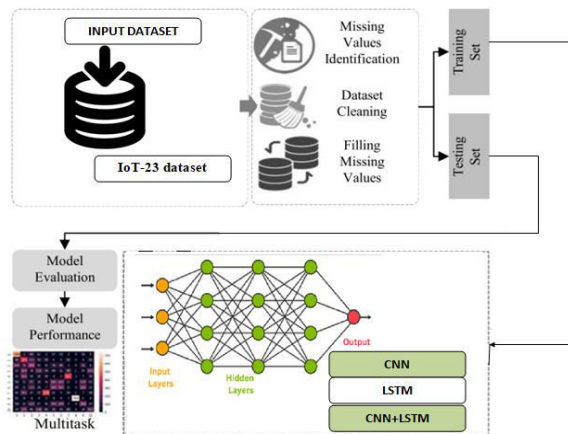 INPUT DATASET
IoT-23 dataset
Missing
Values
Identification
Dataset
Cleaning
Filling
Missing
Values
Training
Set
Testing
Set
Model
Evaluation
Model
Performance
Multitask
Input
Layers
Hidden
Layers
Output
CNN
LSTM
CNN+LSTM